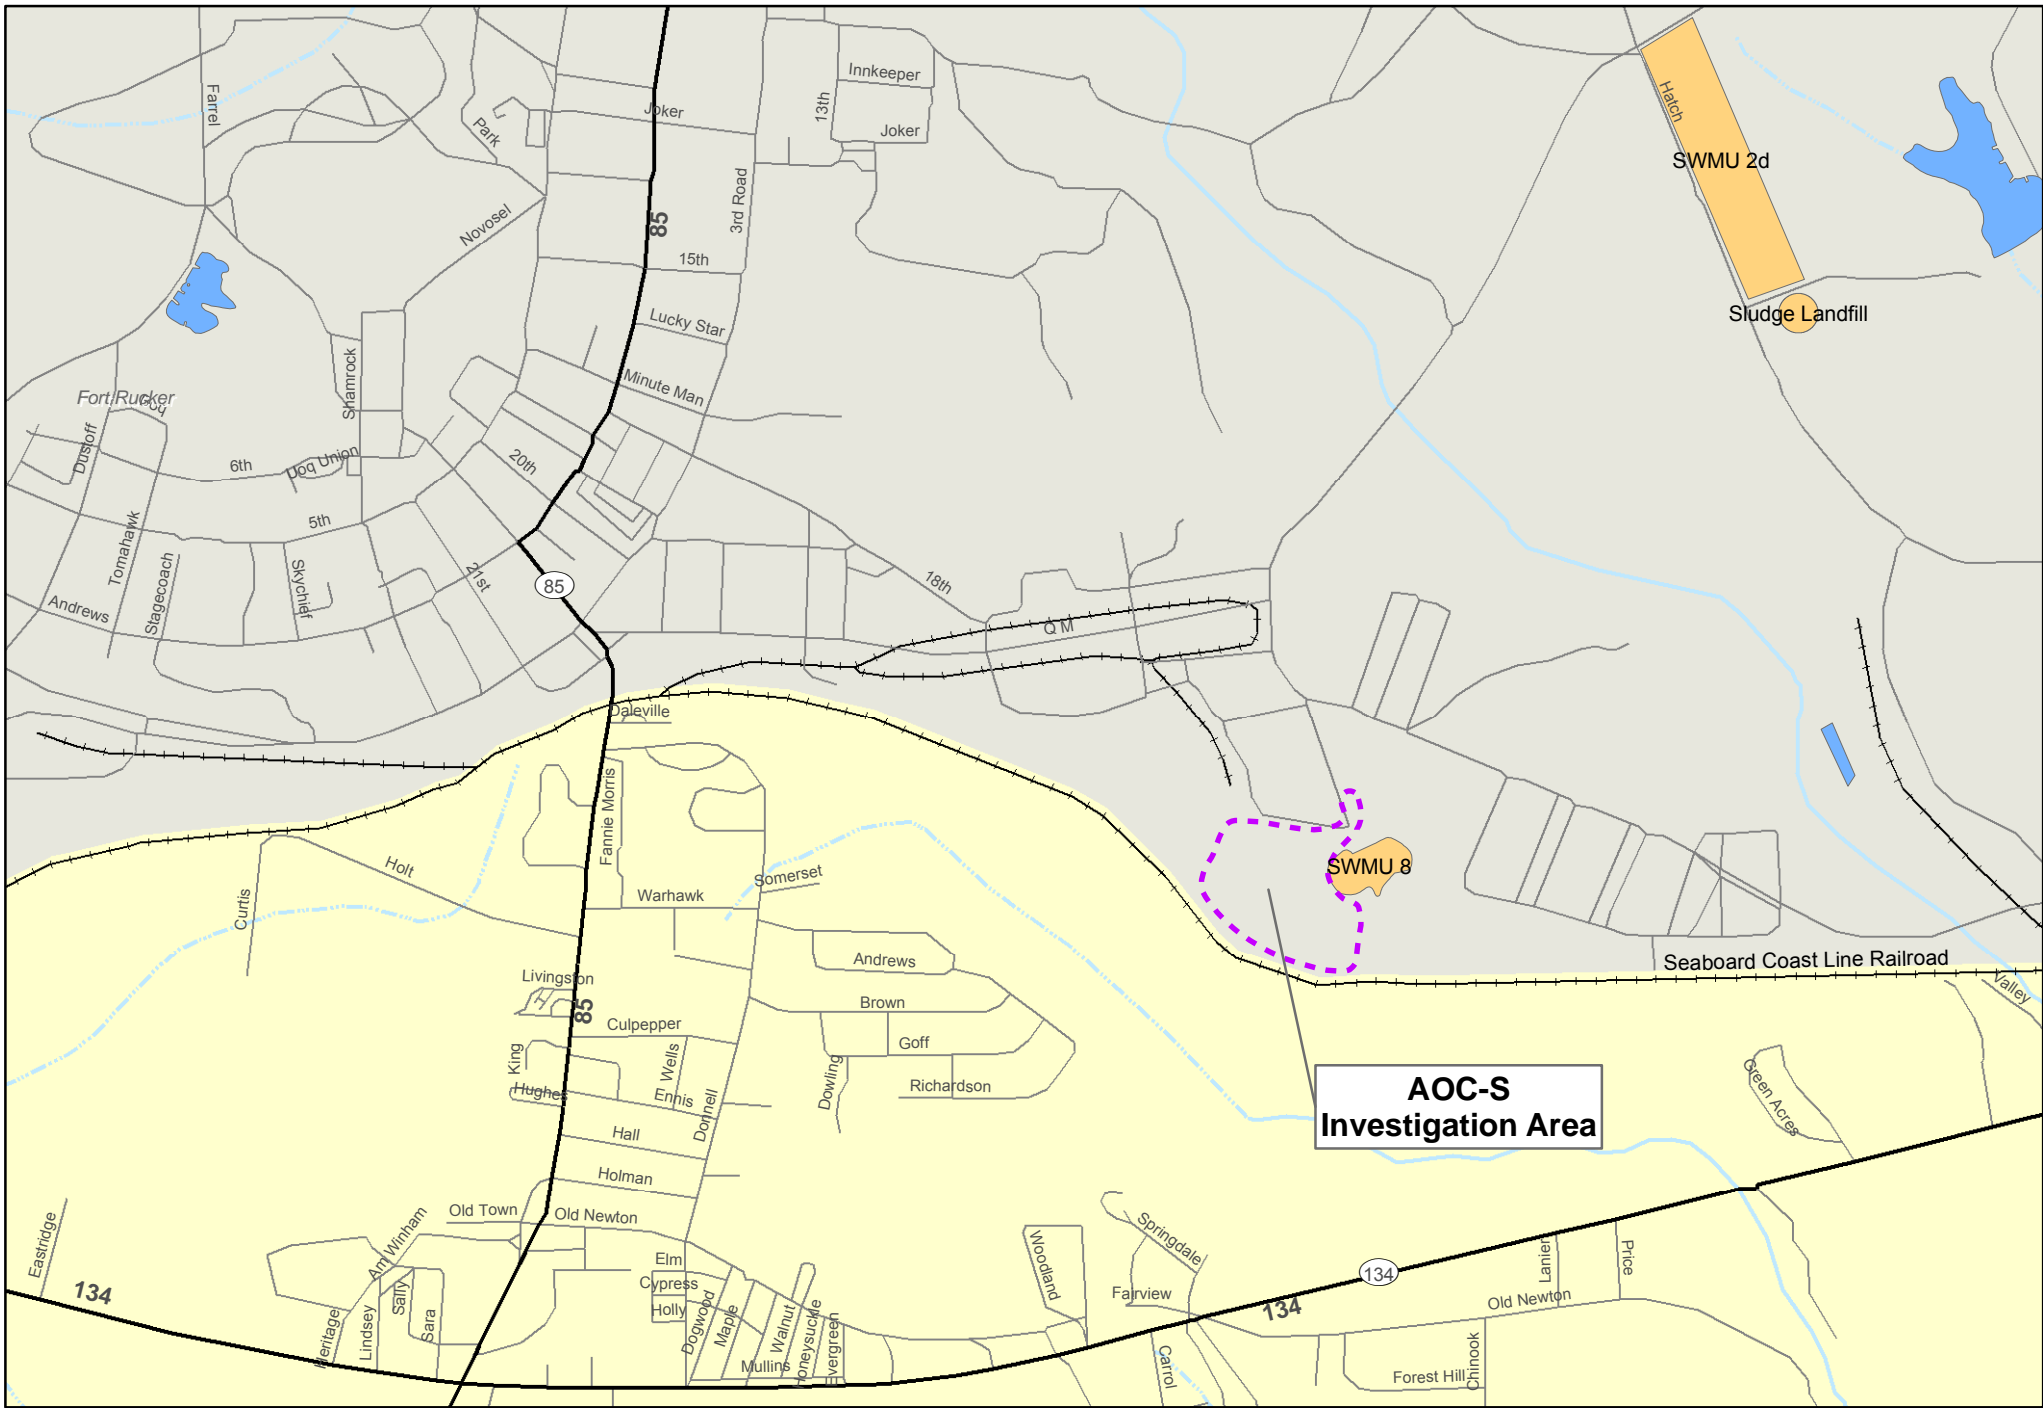 Farrel
Park
Joker
13th
Innkeeper
Joker
Hatch
SWMU 2d
3rd Road
85
Novosel
15th
Sludge Landfill
Lucky Star
Shamrock
Minute Man
Fort Rucker
Dustoff
6th
Uoq Union
20th
5th
Tomahawk
Stagecoach
Skychief
21st
Andrews
85
18th
Q M
Daleville
Fannie Morris
Holt
Curtis
Warhawk
Somerset
SWMU 8
Andrews
Seaboard Coast Line Railroad
Valley
Livingston
85
Brown
Culpepper
Goff
King
Wells
Dowling
Richardson
Hughes
Ennis
Donnell
AOC-S
Investigation Area
Green Acres
Hall
Holman
Old Town
Old Newton
Eastridge
Am Winham
Elm
Cypress
Holly
Springdale
Woodland
Fairview
134
134
134
Lanier
Price
Old Newton
Heritage
Lindsey
Sally
Sara
Dogwood
Maple
Walnut
Mullins
Honeysuckle
Evergreen
Carrol
Forest Hill
Chinook